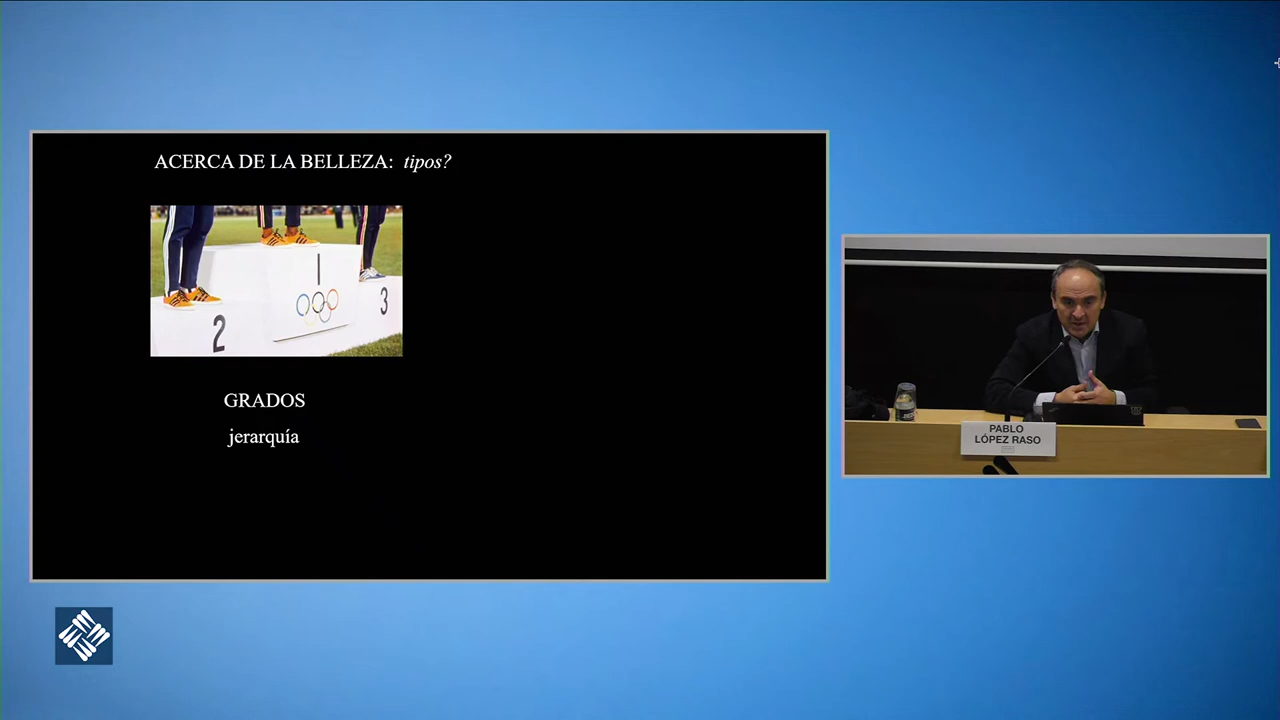 ACERCA DE LA BELLEZA: tipos?
1
2
3
GRADOS
jerarquía
PABLO
LÓPEZ RASO